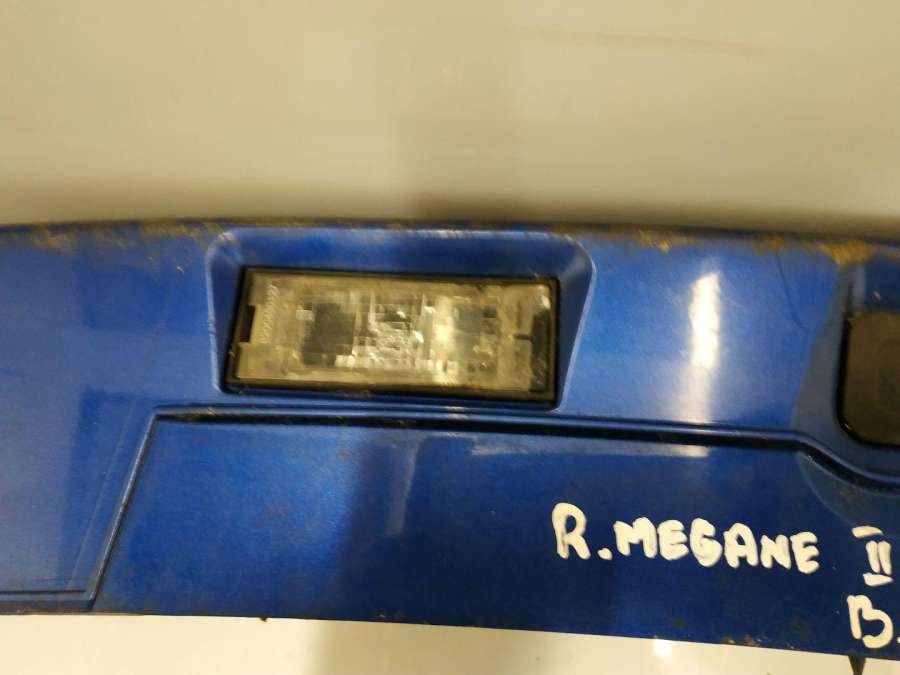 R. MEGANE II
B.